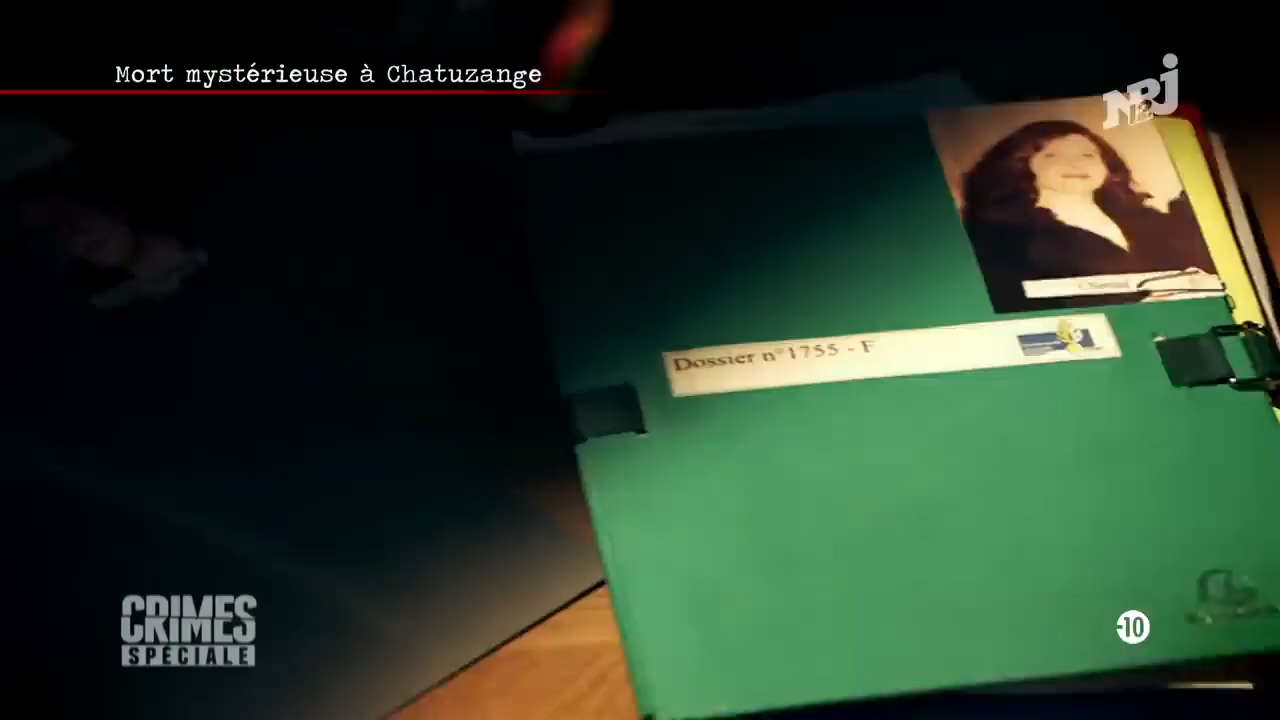 Mort mystérieuse à Chatuzange
NRJ
12
Dossier n°1755 - F
CRIMES
SPÉCIALE
-10